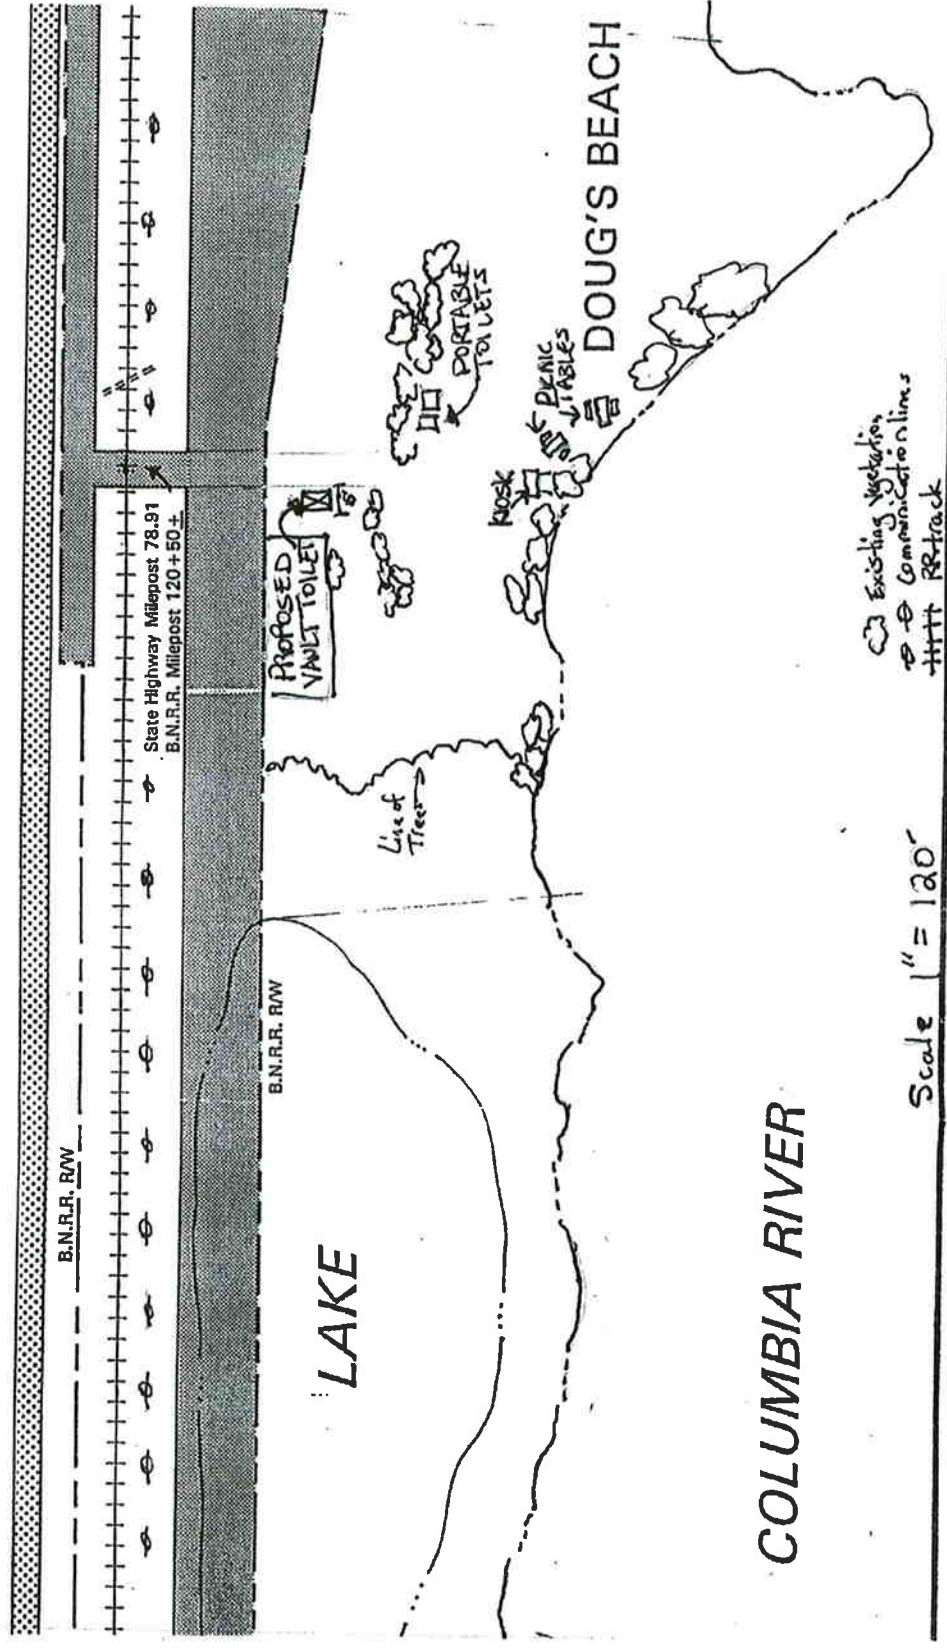 B.N.R.R. R/W
State Highway Milepost 78.91
B.N.R.R. Milepost 120+50±
B.N.R.R. R/W
LAKE
Line of
Trees
PROPOSED
VAULT TOILET
PORTABLE
TOILETS
KIOSK
PICNIC
TABLES
DOUG'S BEACH
COLUMBIA RIVER
Existing Vegetation
Communication lines
RR track
Scale 1" = 120'